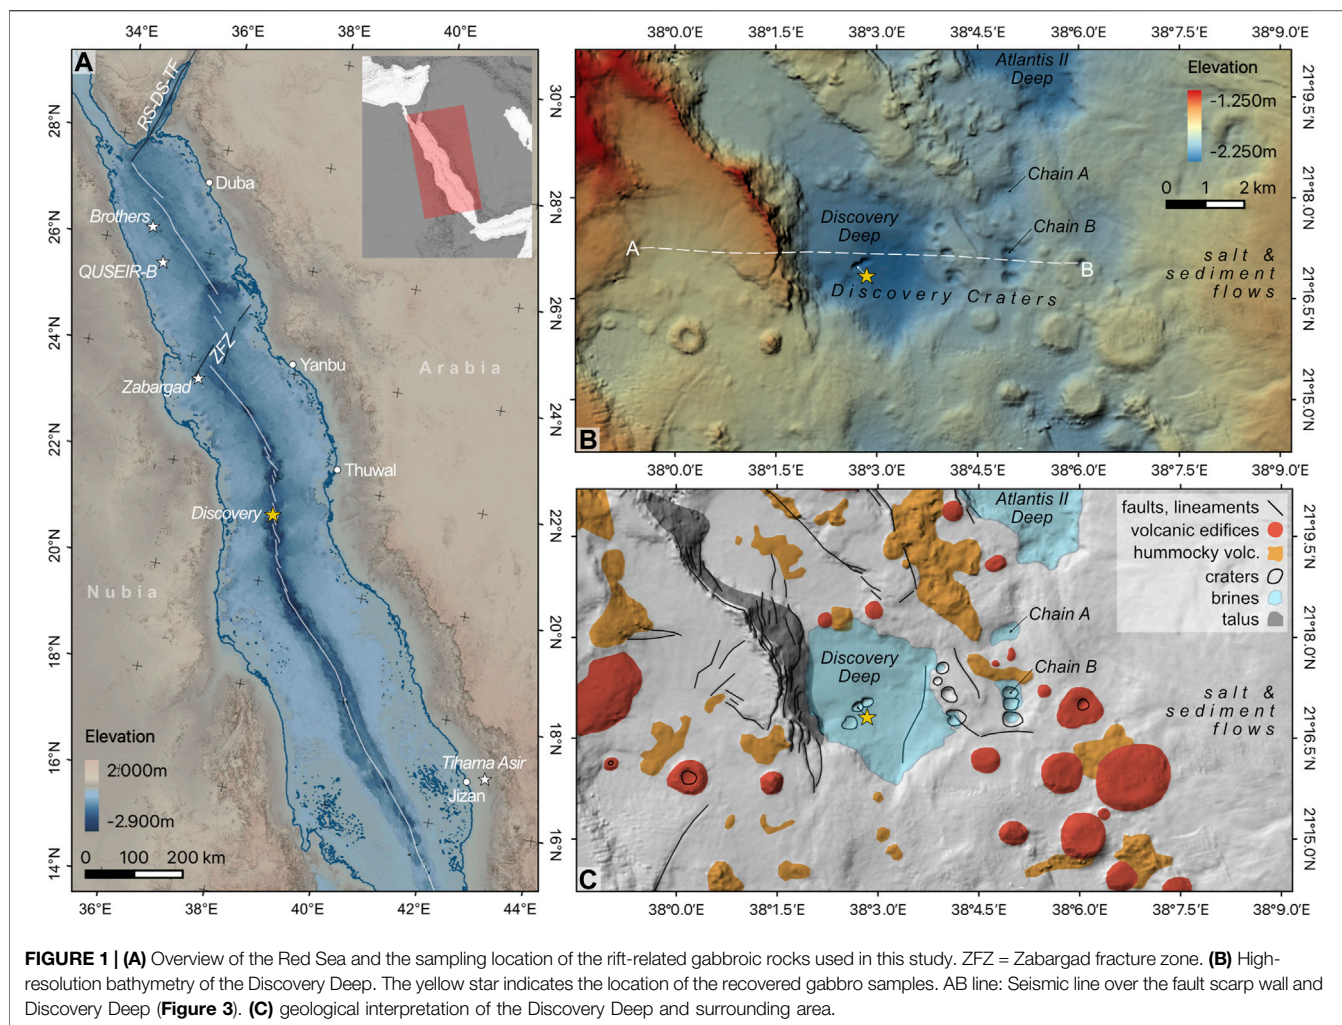 34°E 36°E 38°E 40°E
A
RS-DS-TF
28°N
26°N
24°N
22°N
20°N
18°N
16°N
14°N
30°N
28°N
26°N
24°N
22°N
20°N
18°N
16°N
Duba
Brothers
QUSEIR-B
ZFZ
Zabargad
Yanbu
Arabia
Thuwal
Discovery
Nubia
Tihama Asir
Jizan
Elevation
2.000m
-2.900m
0 100 200 km
36°E 38°E 40°E 42°E 44°E
38°0.0'E 38°1.5'E 38°3.0'E 38°4.5'E 38°6.0'E 38°7.5'E 38°9.0'E
Atlantis II
Deep
Elevation
-1.250m
-2.250m
0 1 2 km
Chain A
Discovery
Deep
Chain B
A
B
Discovery Craters
salt &
sediment
flows
B
21°19.5'N
21°18.0'N
21°16.5'N
21°15.0'N
38°0.0'E 38°1.5'E 38°3.0'E 38°4.5'E 38°6.0'E 38°7.5'E 38°9.0'E
Atlantis II
Deep
faults, lineaments
volcanic edifices
hummocky volc.
craters
brines
talus
Chain A
Discovery
Deep
Chain B
salt &
sediment
flows
C
21°19.5'N
21°18.0'N
21°16.5'N
21°15.0'N
38°0.0'E 38°1.5'E 38°3.0'E 38°4.5'E 38°6.0'E 38°7.5'E 38°9.0'E
FIGURE 1 | (A) Overview of the Red Sea and the sampling location of the rift-related gabbroic rocks used in this study. ZFZ = Zabargad fracture zone. (B) High-
resolution bathymetry of the Discovery Deep. The yellow star indicates the location of the recovered gabbro samples. AB line: Seismic line over the fault scarp wall and
Discovery Deep (Figure 3). (C) geological interpretation of the Discovery Deep and surrounding area.